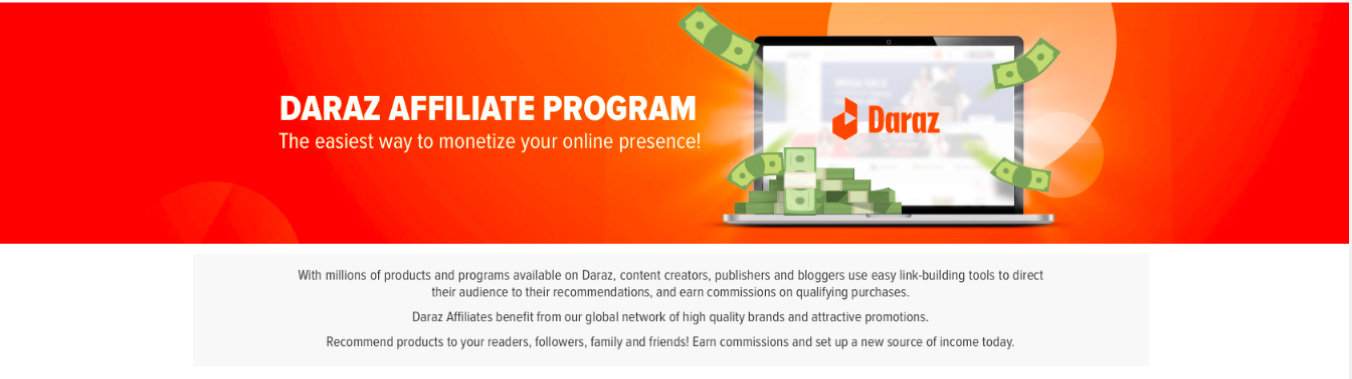 DARAZ AFFILIATE PROGRAM
The easiest way to monetize your online presence!
Daraz
With millions of products and programs available on Daraz, content creators, publishers and bloggers use easy link-building tools to direct
their audience to their recommendations, and earn commissions on qualifying purchases.
Daraz Affiliates benefit from our global network of high quality brands and attractive promotions.
Recommend products to your readers, followers, family and friends! Earn commissions and set up a new source of income today.